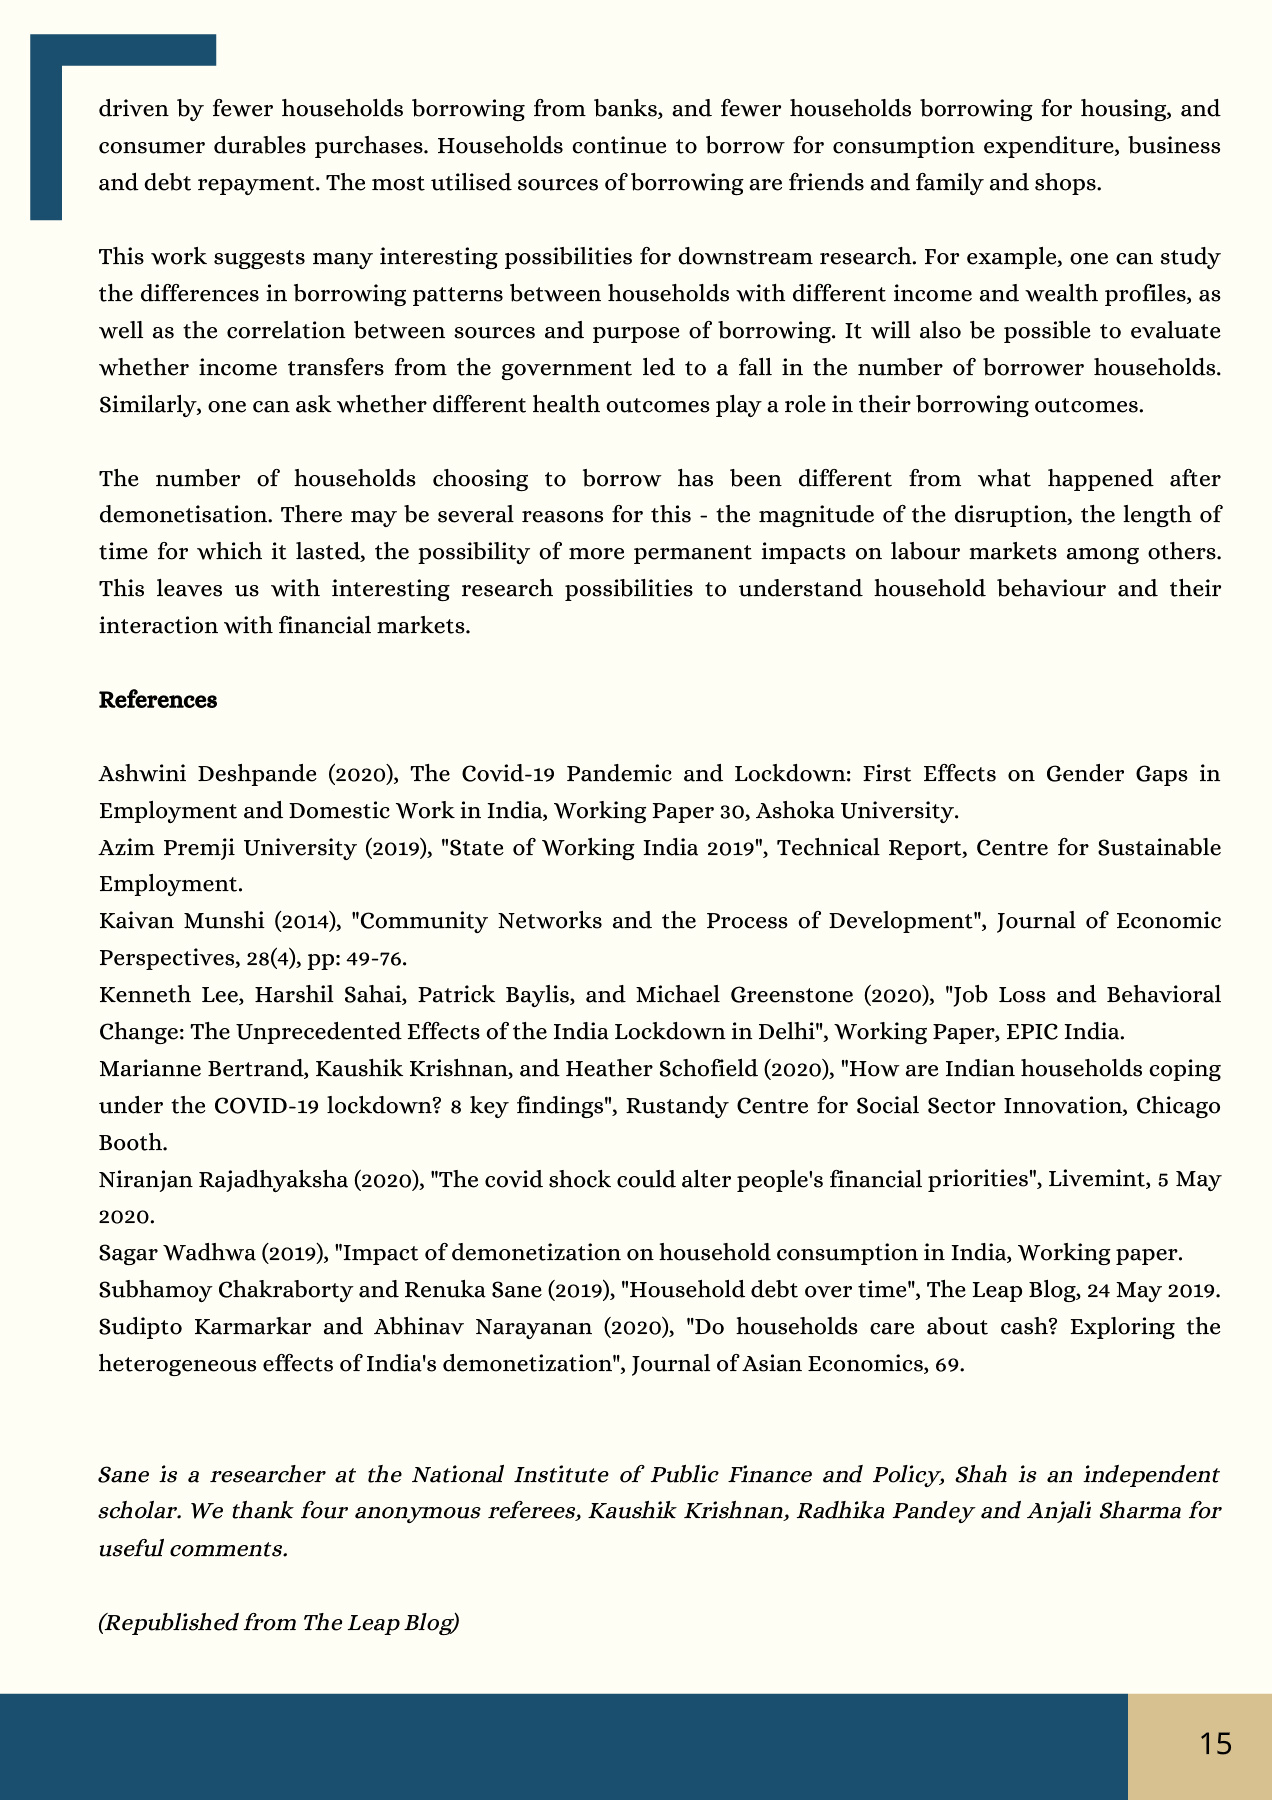 driven by fewer households borrowing from banks, and fewer households borrowing for housing, and
consumer durables purchases. Households continue to borrow for consumption expenditure, business
and debt repayment. The most utilised sources of borrowing are friends and family and shops.
This work suggests many interesting possibilities for downstream research. For example, one can study
the differences in borrowing patterns between households with different income and wealth profiles, as
well as the correlation between sources and purpose of borrowing. It will also be possible to evaluate
whether income transfers from the government led to a fall in the number of borrower households.
Similarly, one can ask whether different health outcomes play a role in their borrowing outcomes.
The number of households choosing to borrow has been different from what happened after
demonetisation. There may be several reasons for this - the magnitude of the disruption, the length of
time for which it lasted, the possibility of more permanent impacts on labour markets among others.
This leaves us with interesting research possibilities to understand household behaviour and their
interaction with financial markets.
References
Ashwini Deshpande (2020), The Covid-19 Pandemic and Lockdown: First Effects on Gender Gaps in
Employment and Domestic Work in India, Working Paper 30, Ashoka University.
Azim Premji University (2019), "State of Working India 2019", Technical Report, Centre for Sustainable
Employment.
Kaivan Munshi (2014), "Community Networks and the Process of Development", Journal of Economic
Perspectives, 28(4), pp: 49-76.
Kenneth Lee, Harshil Sahai, Patrick Baylis, and Michael Greenstone (2020), "Job Loss and Behavioral
Change: The Unprecedented Effects of the India Lockdown in Delhi", Working Paper, EPIC India.
Marianne Bertrand, Kaushik Krishnan, and Heather Schofield (2020), "How are Indian households coping
under the COVID-19 lockdown? 8 key findings", Rustandy Centre for Social Sector Innovation, Chicago
Booth.
Niranjan Rajadhyaksha (2020), "The covid shock could alter people's financial priorities", Livemint, 5 May
2020.
Sagar Wadhwa (2019), "Impact of demonetization on household consumption in India, Working paper.
Subhamoy Chakraborty and Renuka Sane (2019), "Household debt over time", The Leap Blog, 24 May 2019.
Sudipto Karmarkar and Abhinav Narayanan (2020), "Do households care about cash? Exploring the
heterogeneous effects of India's demonetization", Journal of Asian Economics, 69.
Sane is a researcher at the National Institute of Public Finance and Policy, Shah is an independent
scholar. We thank four anonymous referees, Kaushik Krishnan, Radhika Pandey and Anjali Sharma for
useful comments.
(Republished from The Leap Blog)
15